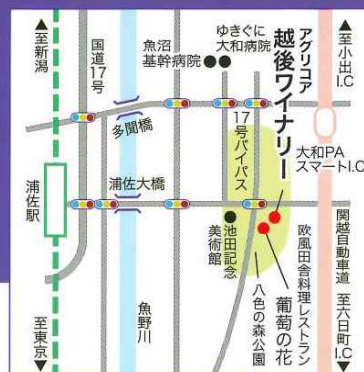 ▲至新潟
国道17号
魚沼
基幹病院
ゆきぐに
大和病院
アグリコア
越後ワイナリー
▲至小出I.C
多聞橋
17号バイパス
大和PA
スマートI.C
浦佐大橋
浦佐駅
池田記念
美術館
八色の森公園
葡萄の花
欧風田舎料理レストラン
関越自動車道
魚野川
至東京▼
至六日町I.C▼